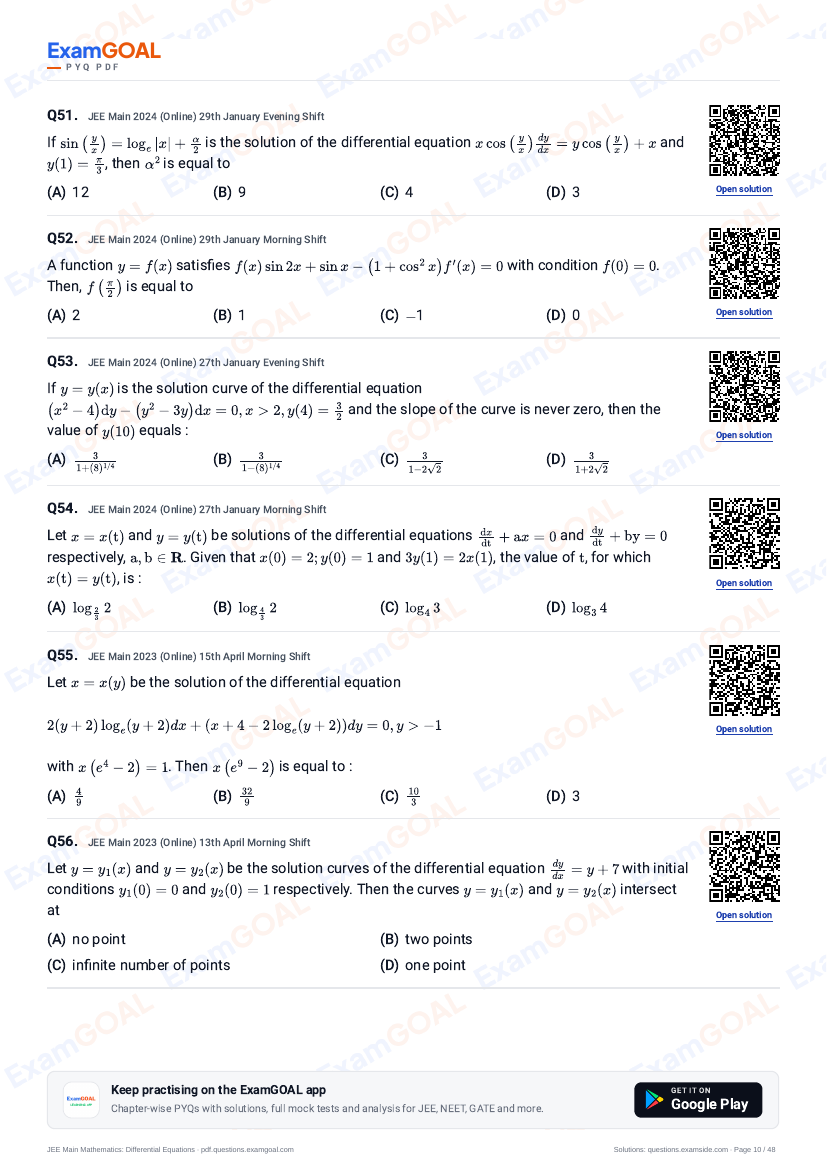 ExamGOAL
PYQ PDF
Q51. JEE Main 2024 (Online) 29th January Evening Shift
If sin (y/x) = logₑ |x| + α/2 is the solution of the differential equation x cos (y/x) dy/dx = y cos (y/x) + x and
y(1) = π/3, then α² is equal to
(A) 12 (B) 9 (C) 4 (D) 3
Open solution
Q52. JEE Main 2024 (Online) 29th January Morning Shift
A function y = f(x) satisfies f(x) sin 2x + sin x − (1 + cos² x) f′(x) = 0 with condition f(0) = 0.
Then, f (π/2) is equal to
(A) 2 (B) 1 (C) −1 (D) 0
Open solution
Q53. JEE Main 2024 (Online) 27th January Evening Shift
If y = y(x) is the solution curve of the differential equation
(x² − 4) dy − (y² − 3y) dx = 0, x > 2, y(4) = 3/2 and the slope of the curve is never zero, then the
value of y(10) equals :
(A) 3/(1+(8)^1/4) (B) 3/(1−(8)^1/4) (C) 3/(1−2√2) (D) 3/(1+2√2)
Open solution
Q54. JEE Main 2024 (Online) 27th January Morning Shift
Let x = x(t) and y = y(t) be solutions of the differential equations dx/dt + ax = 0 and dy/dt + by = 0
respectively, a, b ∈ R. Given that x(0) = 2; y(0) = 1 and 3y(1) = 2x(1), the value of t, for which
x(t) = y(t), is :
(A) log_2/3 2 (B) log_4/3 2 (C) log₄ 3 (D) log₃ 4
Open solution
Q55. JEE Main 2023 (Online) 15th April Morning Shift
Let x = x(y) be the solution of the differential equation
2(y + 2) logₑ(y + 2)dx + (x + 4 − 2 logₑ(y + 2))dy = 0, y > −1
with x (e⁴ − 2) = 1. Then x (e⁹ − 2) is equal to :
(A) 4/9 (B) 32/9 (C) 10/3 (D) 3
Open solution
Q56. JEE Main 2023 (Online) 13th April Morning Shift
Let y = y₁(x) and y = y₂(x) be the solution curves of the differential equation dy/dx = y + 7 with initial
conditions y₁(0) = 0 and y₂(0) = 1 respectively. Then the curves y = y₁(x) and y = y₂(x) intersect
at
(A) no point (B) two points
(C) infinite number of points (D) one point
Open solution
ExamGOAL
Keep practising on the ExamGOAL app
Chapter-wise PYQs with solutions, full mock tests and analysis for JEE, NEET, GATE and more.
GET IT ON
Google Play
JEE Main Mathematics: Differential Equations · pdf.questions.examgoal.com Solutions: questions.examside.com · Page 10 / 48